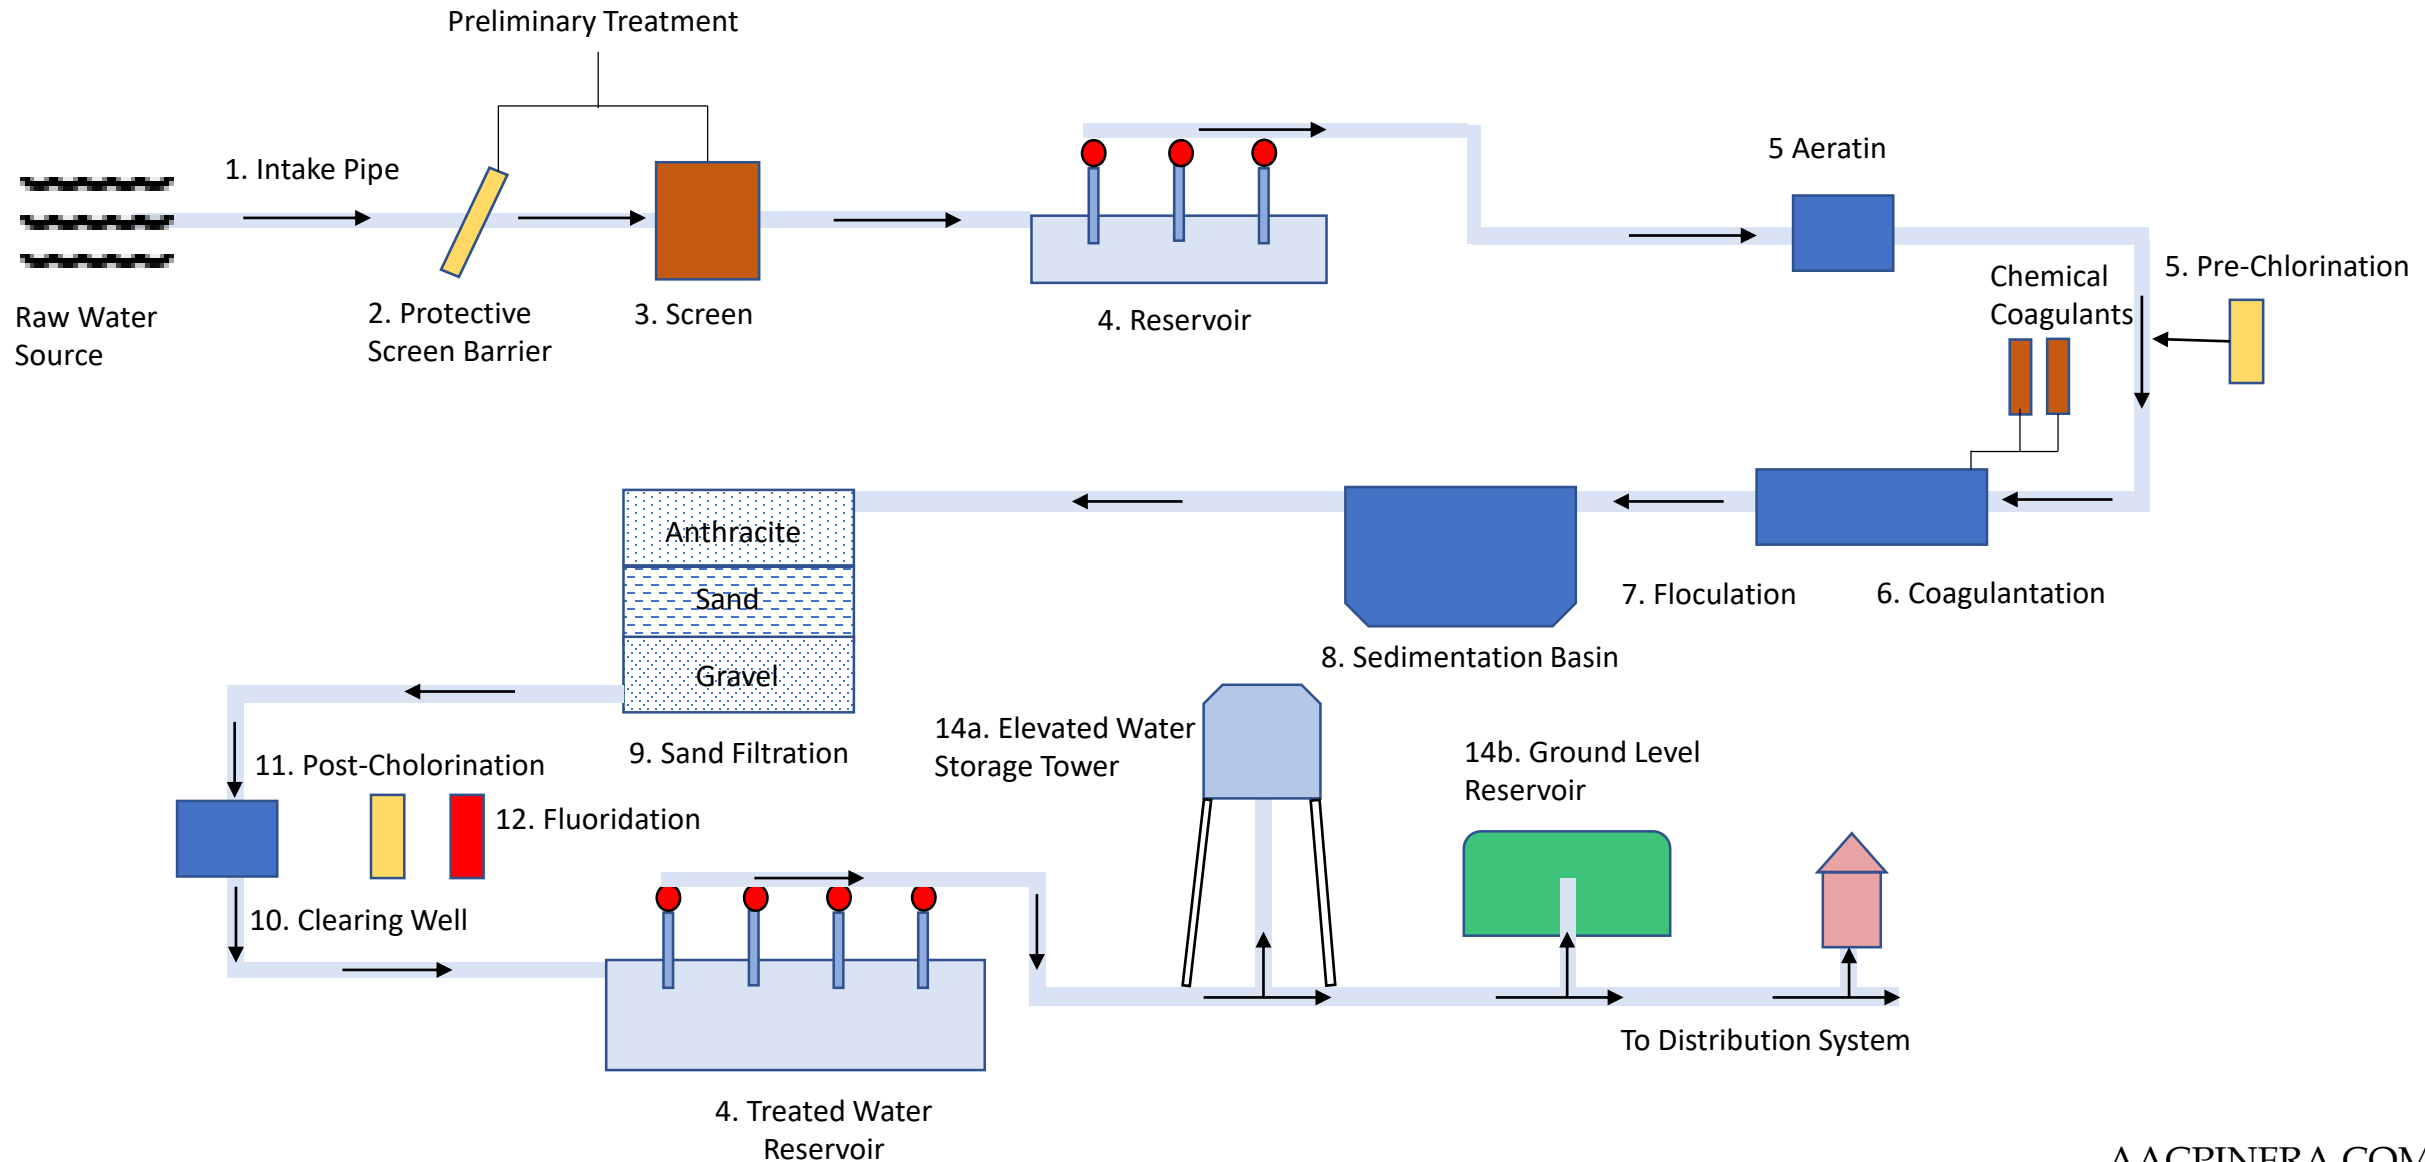 Preliminary Treatment
1. Intake Pipe
Raw Water
Source
2. Protective
Screen Barrier
3. Screen
4. Reservoir
5 Aeratin
5. Pre-Chlorination
Chemical
Coagulants
6. Coagulantation
7. Floculation
8. Sedimentation Basin
Anthracite
Sand
Gravel
9. Sand Filtration
11. Post-Cholorination
12. Fluoridation
10. Clearing Well
4. Treated Water
Reservoir
14a. Elevated Water
Storage Tower
14b. Ground Level
Reservoir
To Distribution System
AACPINFRA.COM